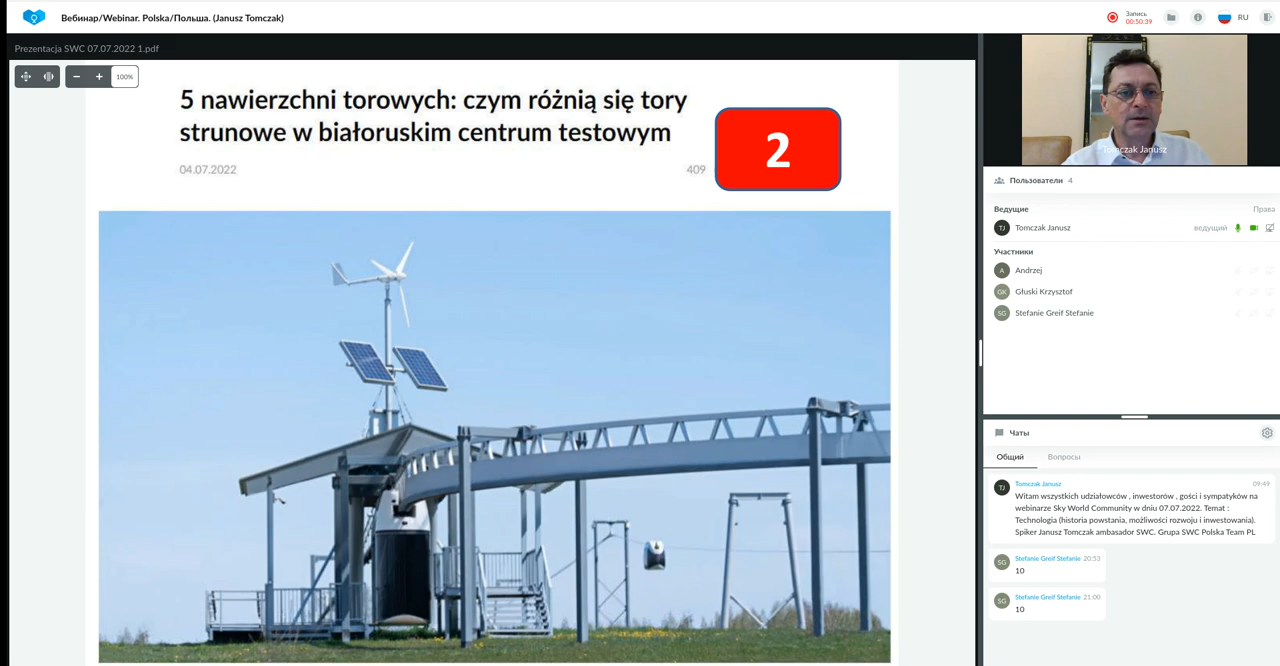 Вебинар/Webinar. Polska/Польша. (Janusz Tomczak)
Запись
00:50:39
RU
Prezentacja SWC 07.07.2022 1.pdf
100%
5 nawierzchni torowych: czym różnią się tory
strunowe w białoruskim centrum testowym
04.07.2022
409
2
Tomczak Janusz
Пользователи 4
Ведущие Права
TJ Tomczak Janusz ведущий
Участники
A Andrzej
GK Głuski Krzysztof
SG Stefanie Greif Stefanie
Чаты
Общий Вопросы
TJ Tomczak Janusz 09:49
Witam wszystkich udziałowców , inwestorów , gości i sympatyków na
webinarze Sky World Community w dniu 07.07.2022. Temat :
Technologia (historia powstania, możliwości rozwoju i inwestowania).
Spiker Janusz Tomczak ambasador SWC. Grupa SWC Polska Team PL
SG Stefanie Greif Stefanie 20:53
10
SG Stefanie Greif Stefanie 21:00
10